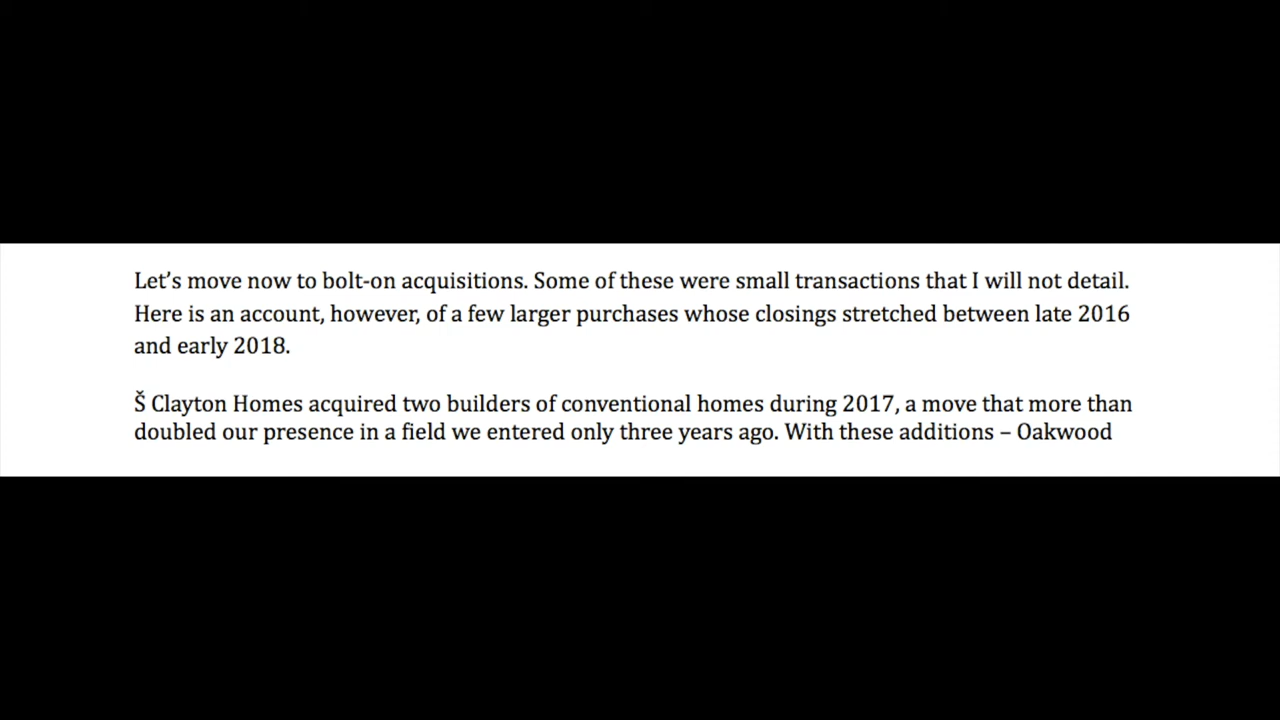 Let’s move now to bolt-on acquisitions. Some of these were small transactions that I will not detail.
Here is an account, however, of a few larger purchases whose closings stretched between late 2016
and early 2018.
Š Clayton Homes acquired two builders of conventional homes during 2017, a move that more than
doubled our presence in a field we entered only three years ago. With these additions – Oakwood